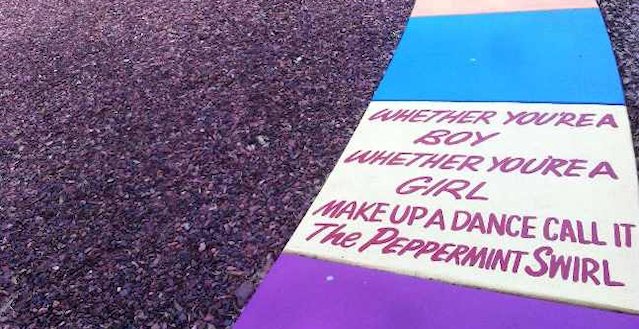 WHETHER YOU'RE A
BOY
WHETHER YOU'RE A
GIRL
MAKE UP A DANCE CALL IT
The PEPPERMINT SWIRL